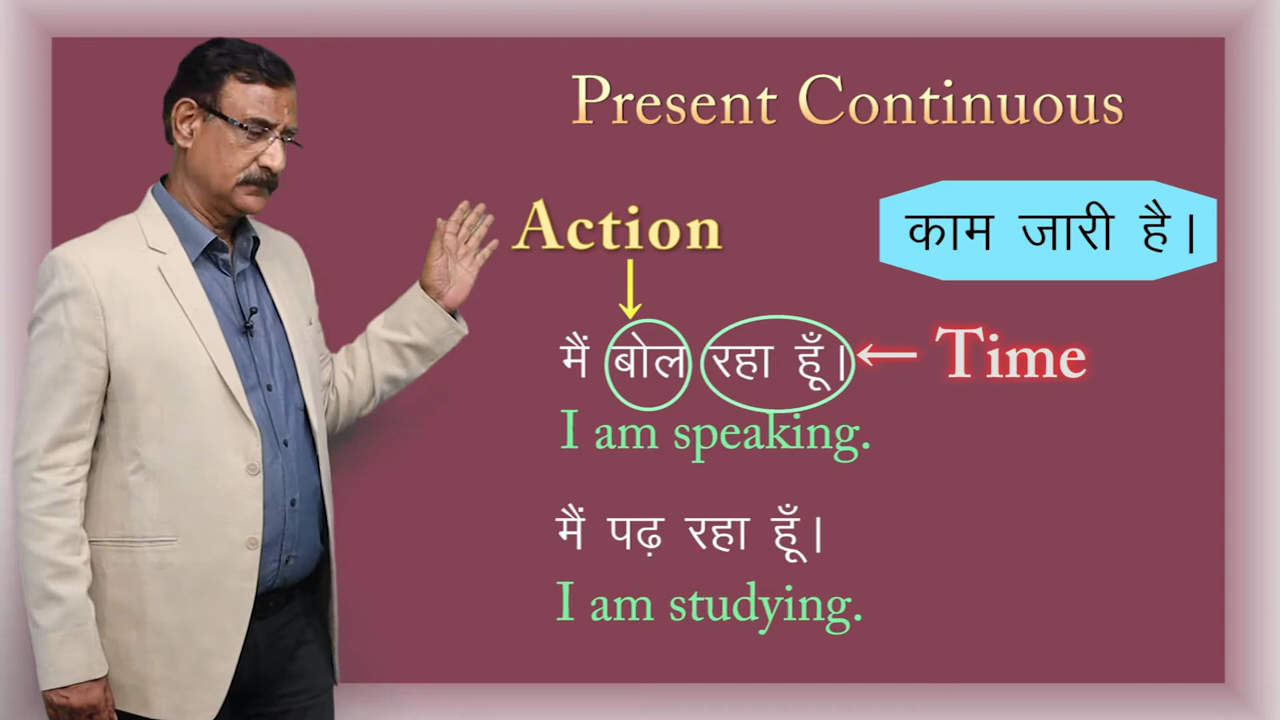 Present Continuous
काम जारी है।
Action
मैं बोल रहा हूँ।
Time
I am speaking.
मैं पढ़ रहा हूँ।
I am studying.